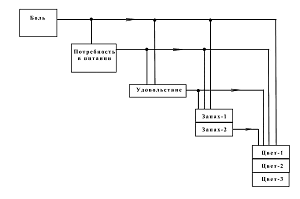 Боль
Потребность
в питании
Удовольствие
Запах-1
Запах-2
Цвет-1
Цвет-2
Цвет-3